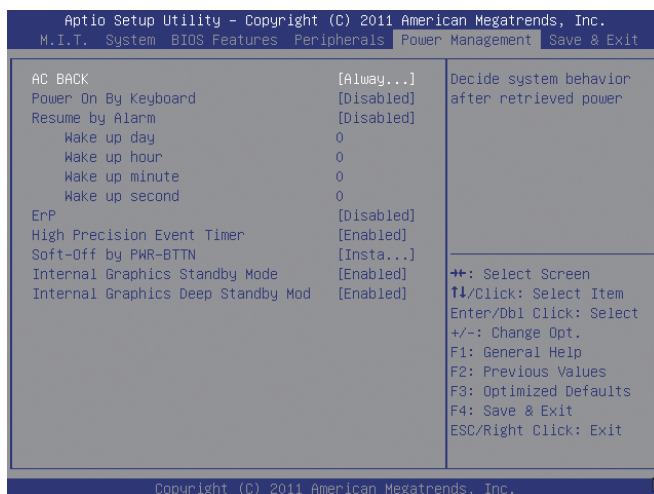 Aptio Setup Utility – Copyright (C) 2011 American Megatrends, Inc.
M.I.T. System BIOS Features Peripherals Power Management Save & Exit
AC BACK [Alway...]
Power On By Keyboard [Disabled]
Resume by Alarm [Disabled]
Wake up day 0
Wake up hour 0
Wake up minute 0
Wake up second 0
ErP [Disabled]
High Precision Event Timer [Enabled]
Soft-Off by PWR-BTTN [Insta...]
Internal Graphics Standby Mode [Enabled]
Internal Graphics Deep Standby Mod [Enabled]
Decide system behavior
after retrieved power
→←: Select Screen
↑↓/Click: Select Item
Enter/Dbl Click: Select
+/-: Change Opt.
F1: General Help
F2: Previous Values
F3: Optimized Defaults
F4: Save & Exit
ESC/Right Click: Exit
Copyright (C) 2011 American Megatrends, Inc.